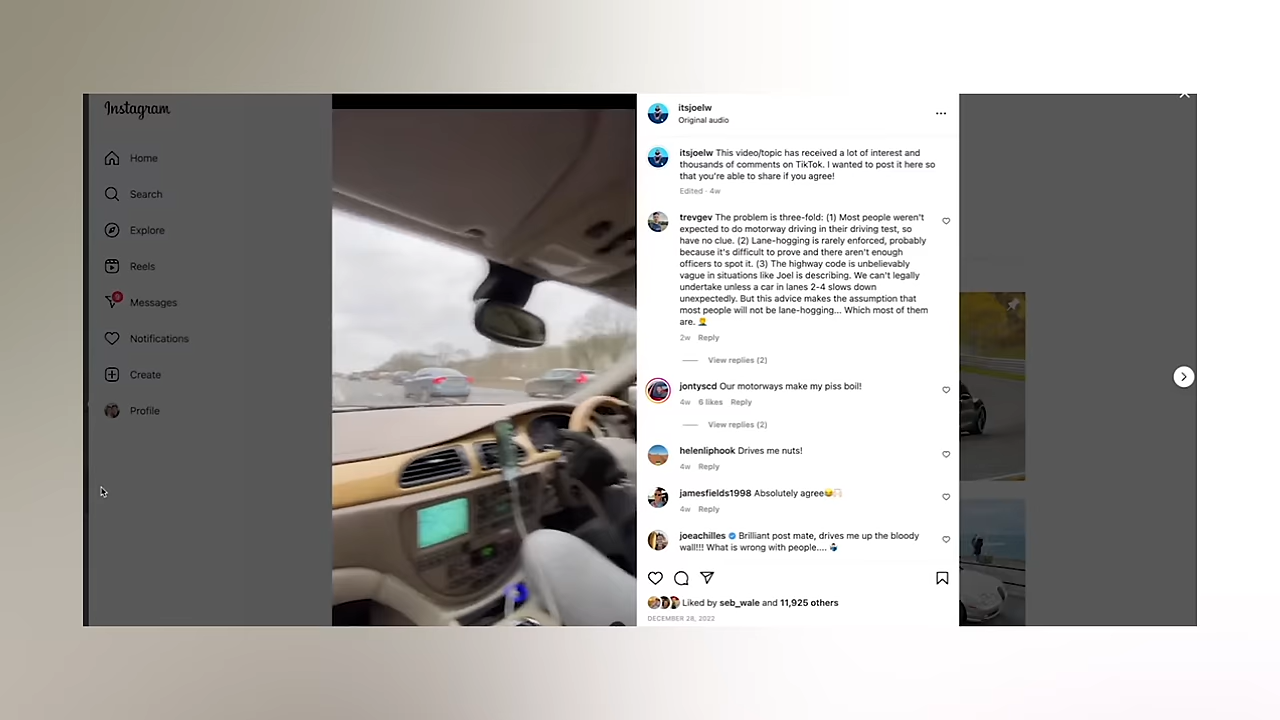 Instagram
Home
Search
Explore
Reels
Messages
Notifications
Create
Profile
itsjoelw
Original audio
...
itsjoelw This video/topic has received a lot of interest and
thousands of comments on TikTok. I wanted to post it here so
that you're able to share if you agree!
Edited · 4w
trevgev The problem is three-fold: (1) Most people weren't
expected to do motorway driving in their driving test, so
have no clue. (2) Lane-hogging is rarely enforced, probably
because it's difficult to prove and there aren't enough
officers to spot it. (3) The highway code is unbelievably
vague in situations like Joel is describing. We can't legally
undertake unless a car in lanes 2-4 slows down
unexpectedly. But this advice makes the assumption that
most people will not be lane-hogging... Which most of them
are. 🤦
2w Reply
View replies (2)
jontyscd Our motorways make my piss boil!
4w 6 likes Reply
View replies (2)
helenliphook Drives me nuts!
4w Reply
jamesfields1998 Absolutely agree😂🙌🏻
4w Reply
joeachilles Brilliant post mate, drives me up the bloody
wall!!! What is wrong with people....
Liked by seb_wale and 11,925 others
DECEMBER 28, 2022